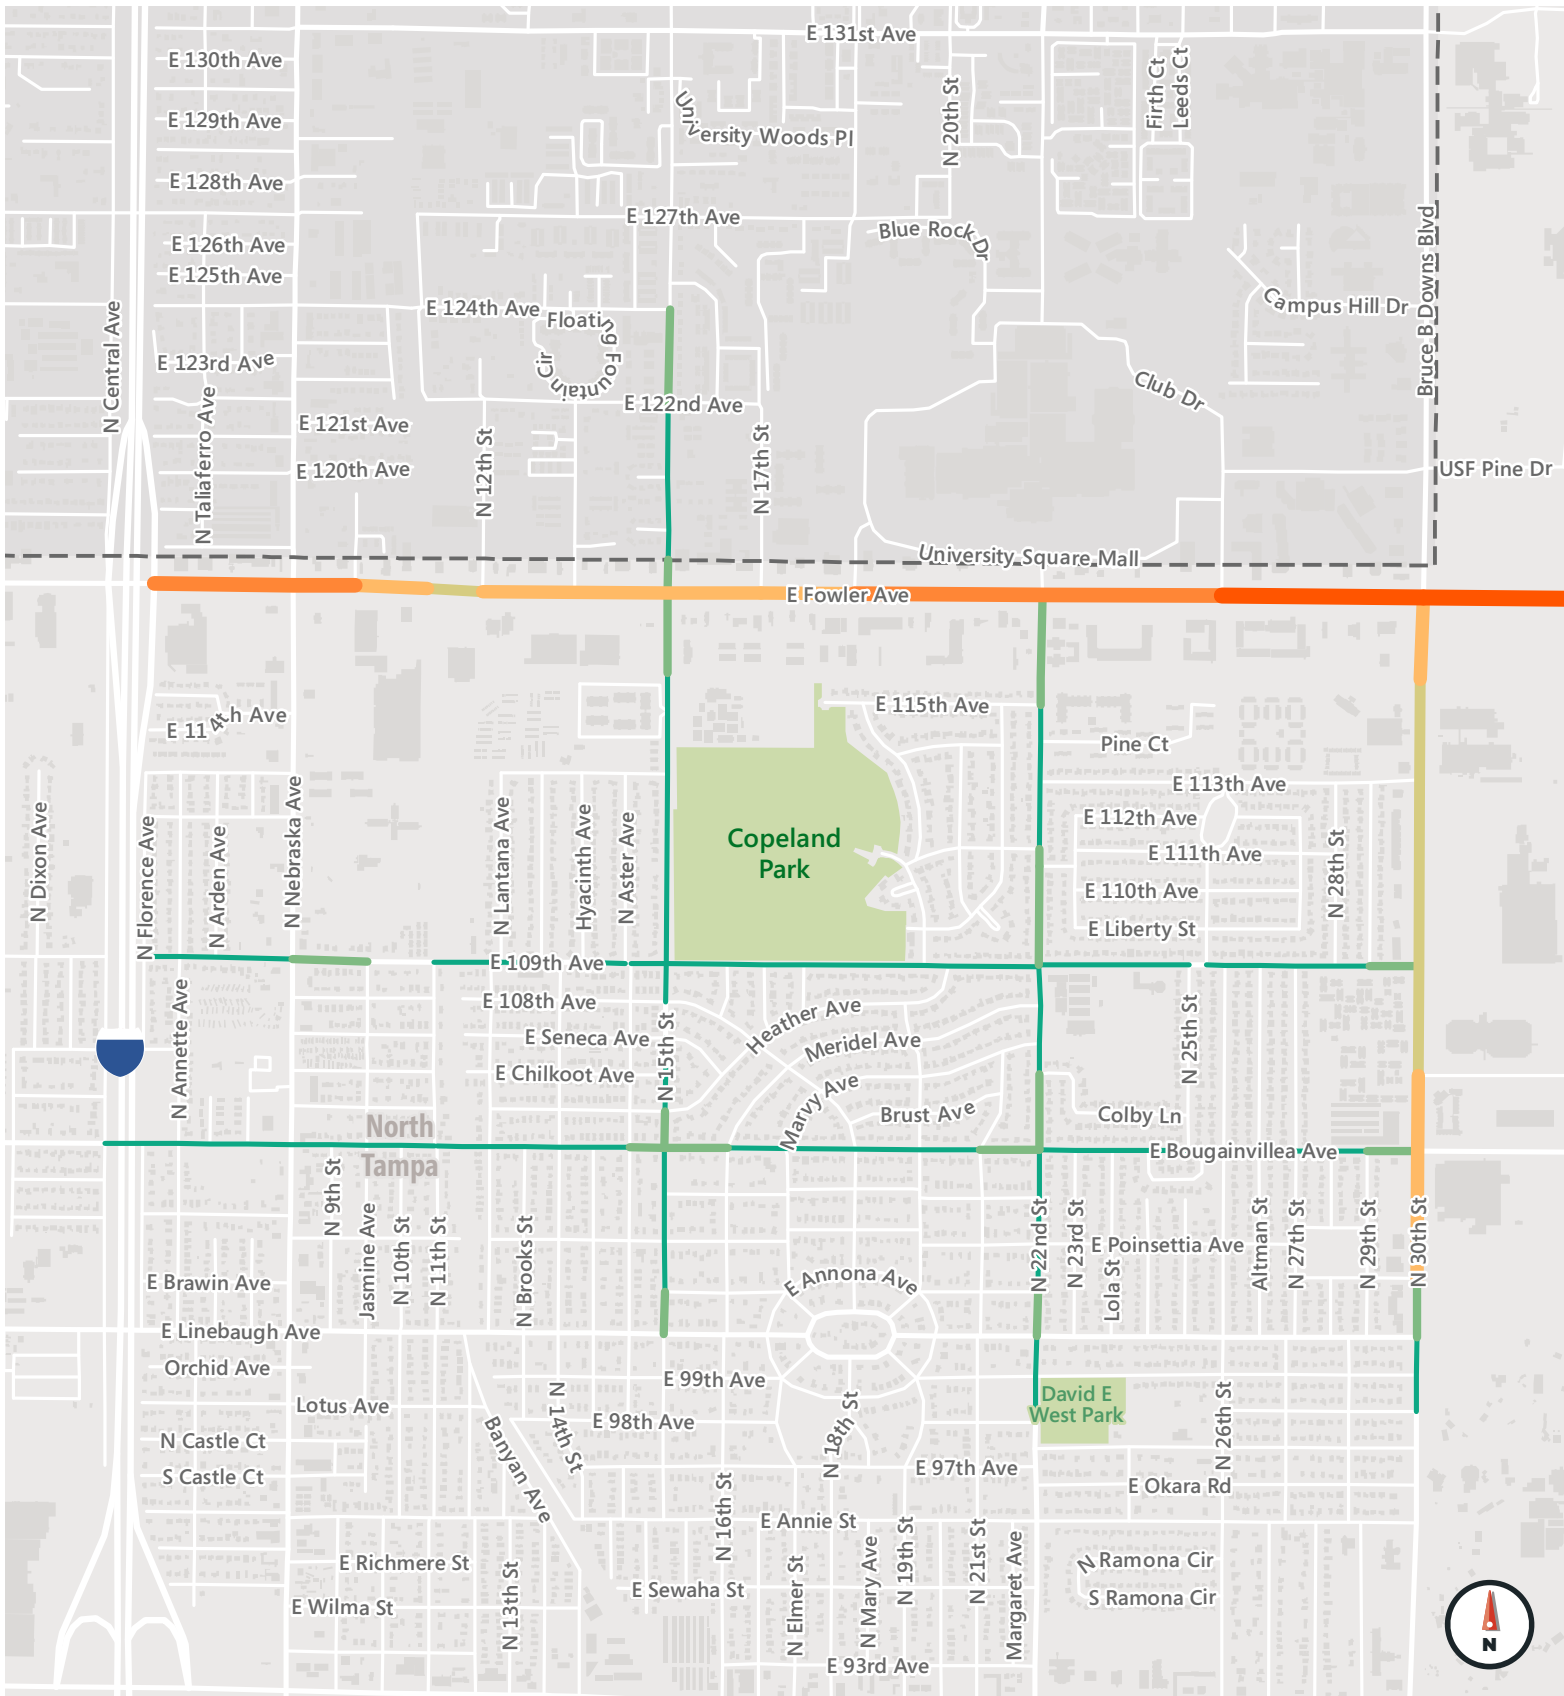 E 131st Ave
E 130th Ave
Firth Ct
Leeds Ct
N 20th St
E 129th Ave
University Woods Pl
E 128th Ave
E 127th Ave
Blue Rock Dr
E 126th Ave
E 125th Ave
Bruce B Downs Blvd
Campus Hill Dr
E 124th Ave
Floating Fountain Cir
N Central Ave
E 123rd Ave
Club Dr
E 122nd Ave
N Taliaferro Ave
E 121st Ave
N 12th St
N 17th St
E 120th Ave
USF Pine Dr
University Square Mall
E Fowler Ave
E 115th Ave
E 114th Ave
Pine Ct
E 113th Ave
N Dixon Ave
N Florence Ave
N Arden Ave
N Nebraska Ave
N Lantana Ave
Hyacinth Ave
N Aster Ave
Copeland
Park
E 112th Ave
E 111th Ave
N 28th St
E 110th Ave
E Liberty St
E 109th Ave
E 108th Ave
N Annette Ave
E Seneca Ave
Heather Ave
Meridel Ave
N 15th St
N 25th St
E Chilkoot Ave
Marvy Ave
Brust Ave
Colby Ln
North
Tampa
E Bougainvillea Ave
N 9th St
Jasmine Ave
N 10th St
N 11th St
N Brooks St
N 22nd St
N 23rd St
E Poinsettia Ave
Lola St
Altman St
N 27th St
N 29th St
N 30th St
E Brawin Ave
E Annona Ave
E Linebaugh Ave
Orchid Ave
E 99th Ave
David E
West Park
Lotus Ave
N 14th St
E 98th Ave
N 18th St
N 26th St
N Castle Ct
Banyan Ave
S Castle Ct
E 97th Ave
E Okara Rd
N 16th St
E Annie St
N 19th St
N 21st St
Margaret Ave
E Richmere St
N 13th St
E Sewaha St
N Elmer St
N Mary Ave
N Ramona Cir
S Ramona Cir
E Wilma St
E 93rd Ave
N